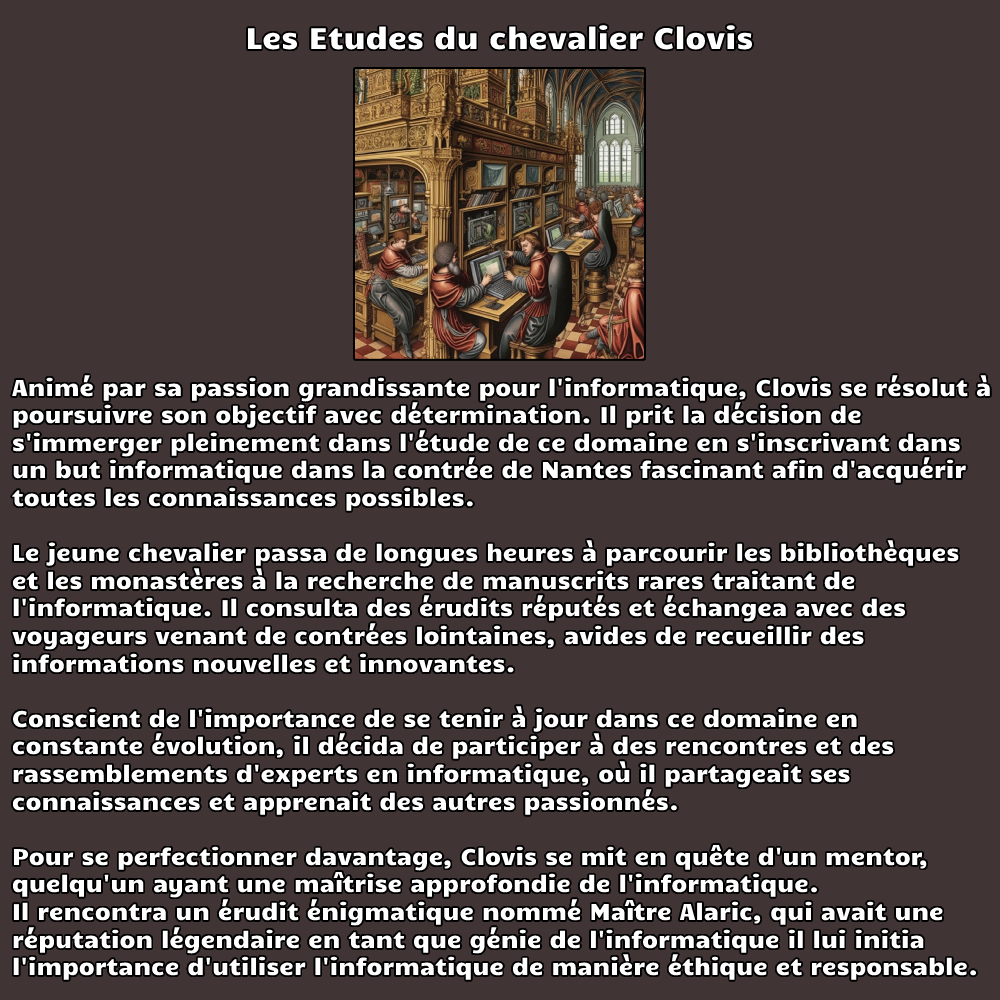 Les Etudes du chevalier Clovis
Animé par sa passion grandissante pour l'informatique, Clovis se résolut à
poursuivre son objectif avec détermination. Il prit la décision de
s'immerger pleinement dans l'étude de ce domaine en s'inscrivant dans
un but informatique dans la contrée de Nantes fascinant afin d'acquérir
toutes les connaissances possibles.
Le jeune chevalier passa de longues heures à parcourir les bibliothèques
et les monastères à la recherche de manuscrits rares traitant de
l'informatique. Il consulta des érudits réputés et échangea avec des
voyageurs venant de contrées lointaines, avides de recueillir des
informations nouvelles et innovantes.
Conscient de l'importance de se tenir à jour dans ce domaine en
constante évolution, il décida de participer à des rencontres et des
rassemblements d'experts en informatique, où il partageait ses
connaissances et apprenait des autres passionnés.
Pour se perfectionner davantage, Clovis se mit en quête d'un mentor,
quelqu'un ayant une maîtrise approfondie de l'informatique.
Il rencontra un érudit énigmatique nommé Maître Alaric, qui avait une
réputation légendaire en tant que génie de l'informatique il lui initia
l'importance d'utiliser l'informatique de manière éthique et responsable.